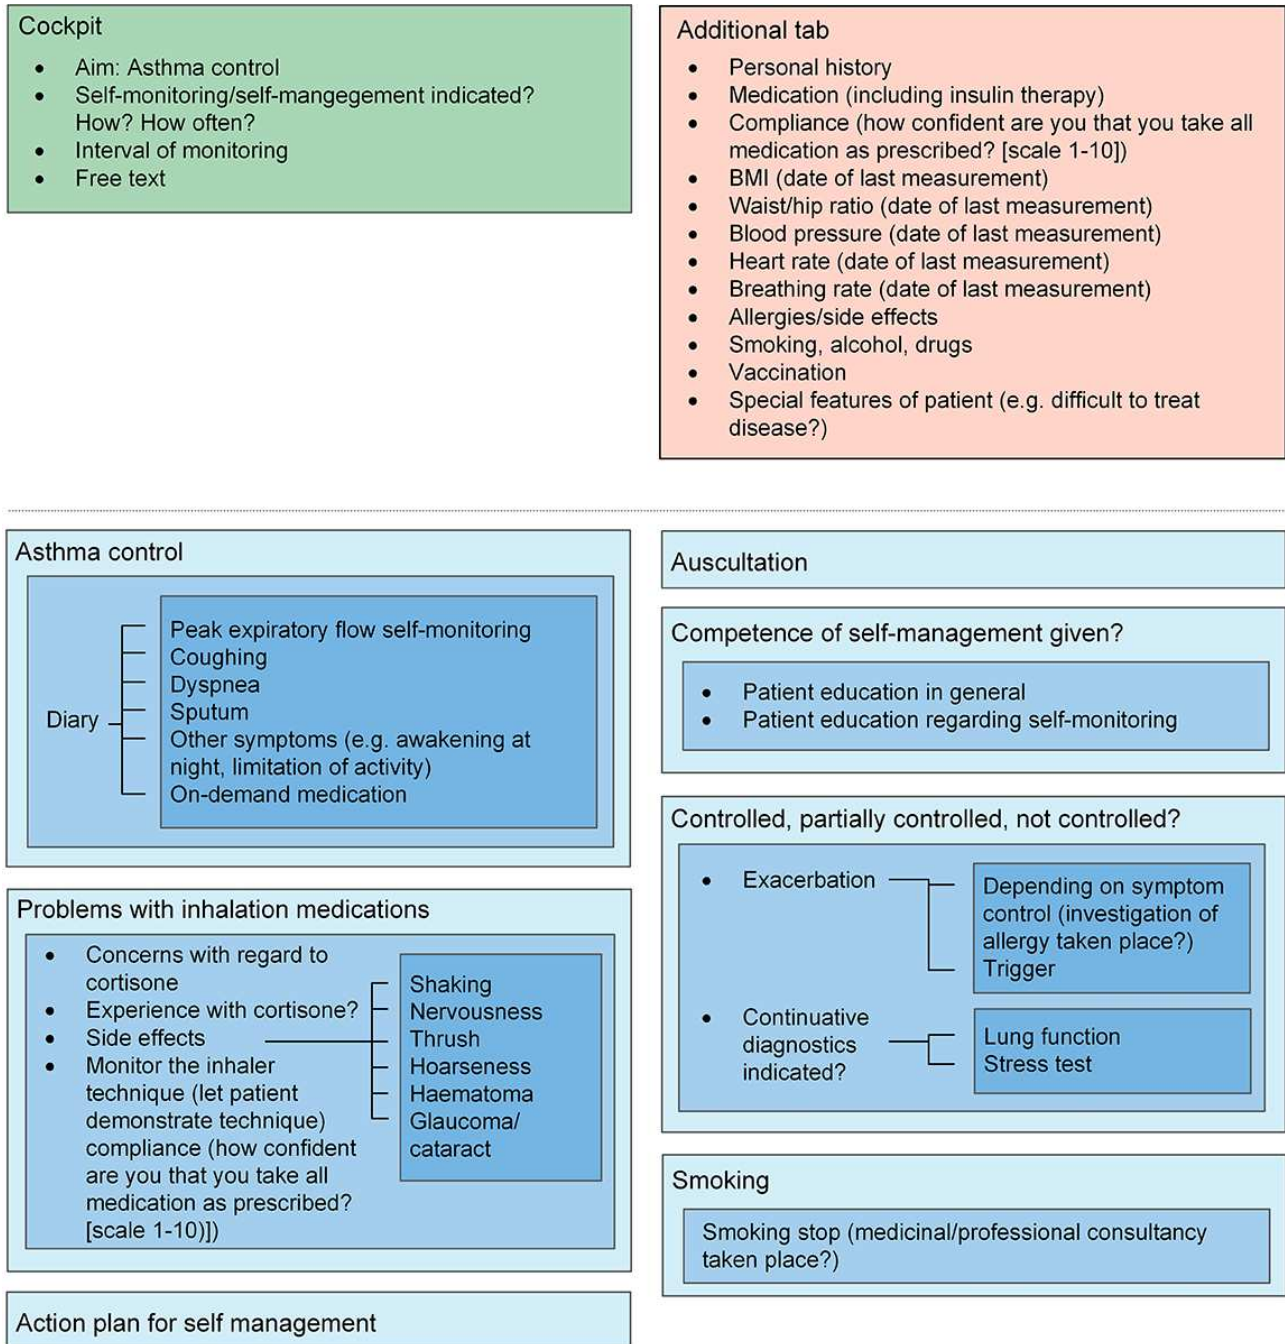 Cockpit
• Aim: Asthma control
• Self-monitoring/self-mangegement indicated?
How? How often?
• Interval of monitoring
• Free text
Additional tab
• Personal history
• Medication (including insulin therapy)
• Compliance (how confident are you that you take all
medication as prescribed? [scale 1-10])
• BMI (date of last measurement)
• Waist/hip ratio (date of last measurement)
• Blood pressure (date of last measurement)
• Heart rate (date of last measurement)
• Breathing rate (date of last measurement)
• Allergies/side effects
• Smoking, alcohol, drugs
• Vaccination
• Special features of patient (e.g. difficult to treat
disease?)
Asthma control
Diary
Peak expiratory flow self-monitoring
Coughing
Dyspnea
Sputum
Other symptoms (e.g. awakening at
night, limitation of activity)
On-demand medication
Problems with inhalation medications
• Concerns with regard to
cortisone
• Experience with cortisone?
• Side effects
• Monitor the inhaler
technique (let patient
demonstrate technique)
compliance (how confident
are you that you take all
medication as prescribed?
[scale 1-10)])
Shaking
Nervousness
Thrush
Hoarseness
Haematoma
Glaucoma/
cataract
Action plan for self management
Auscultation
Competence of self-management given?
• Patient education in general
• Patient education regarding self-monitoring
Controlled, partially controlled, not controlled?
• Exacerbation
Depending on symptom
control (investigation of
allergy taken place?)
Trigger
• Continuative
diagnostics
indicated?
Lung function
Stress test
Smoking
Smoking stop (medicinal/professional consultancy
taken place?)